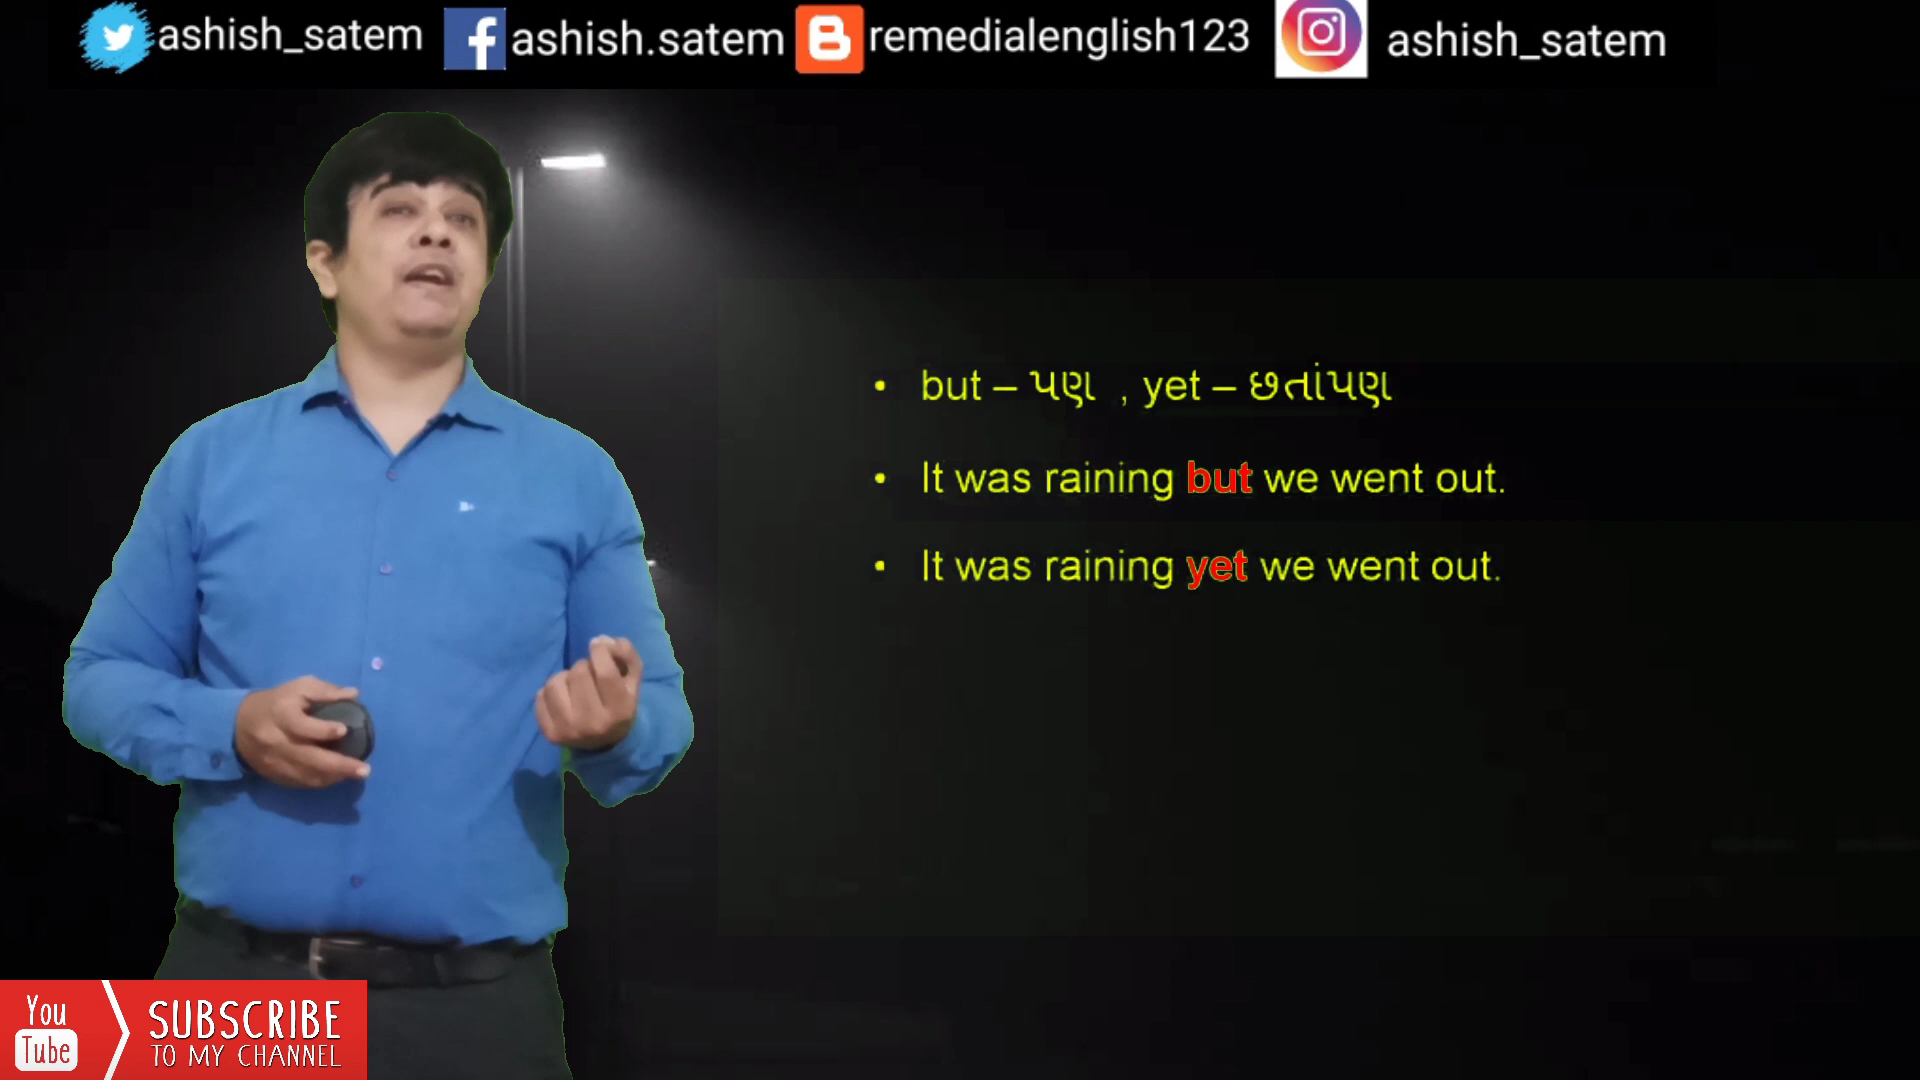 ashish_satem ashish.satem remedialenglish123 ashish_satem
• but – પણ , yet – છતાંપણ
• It was raining but we went out.
• It was raining yet we went out.
You Tube SUBSCRIBE
TO MY CHANNEL